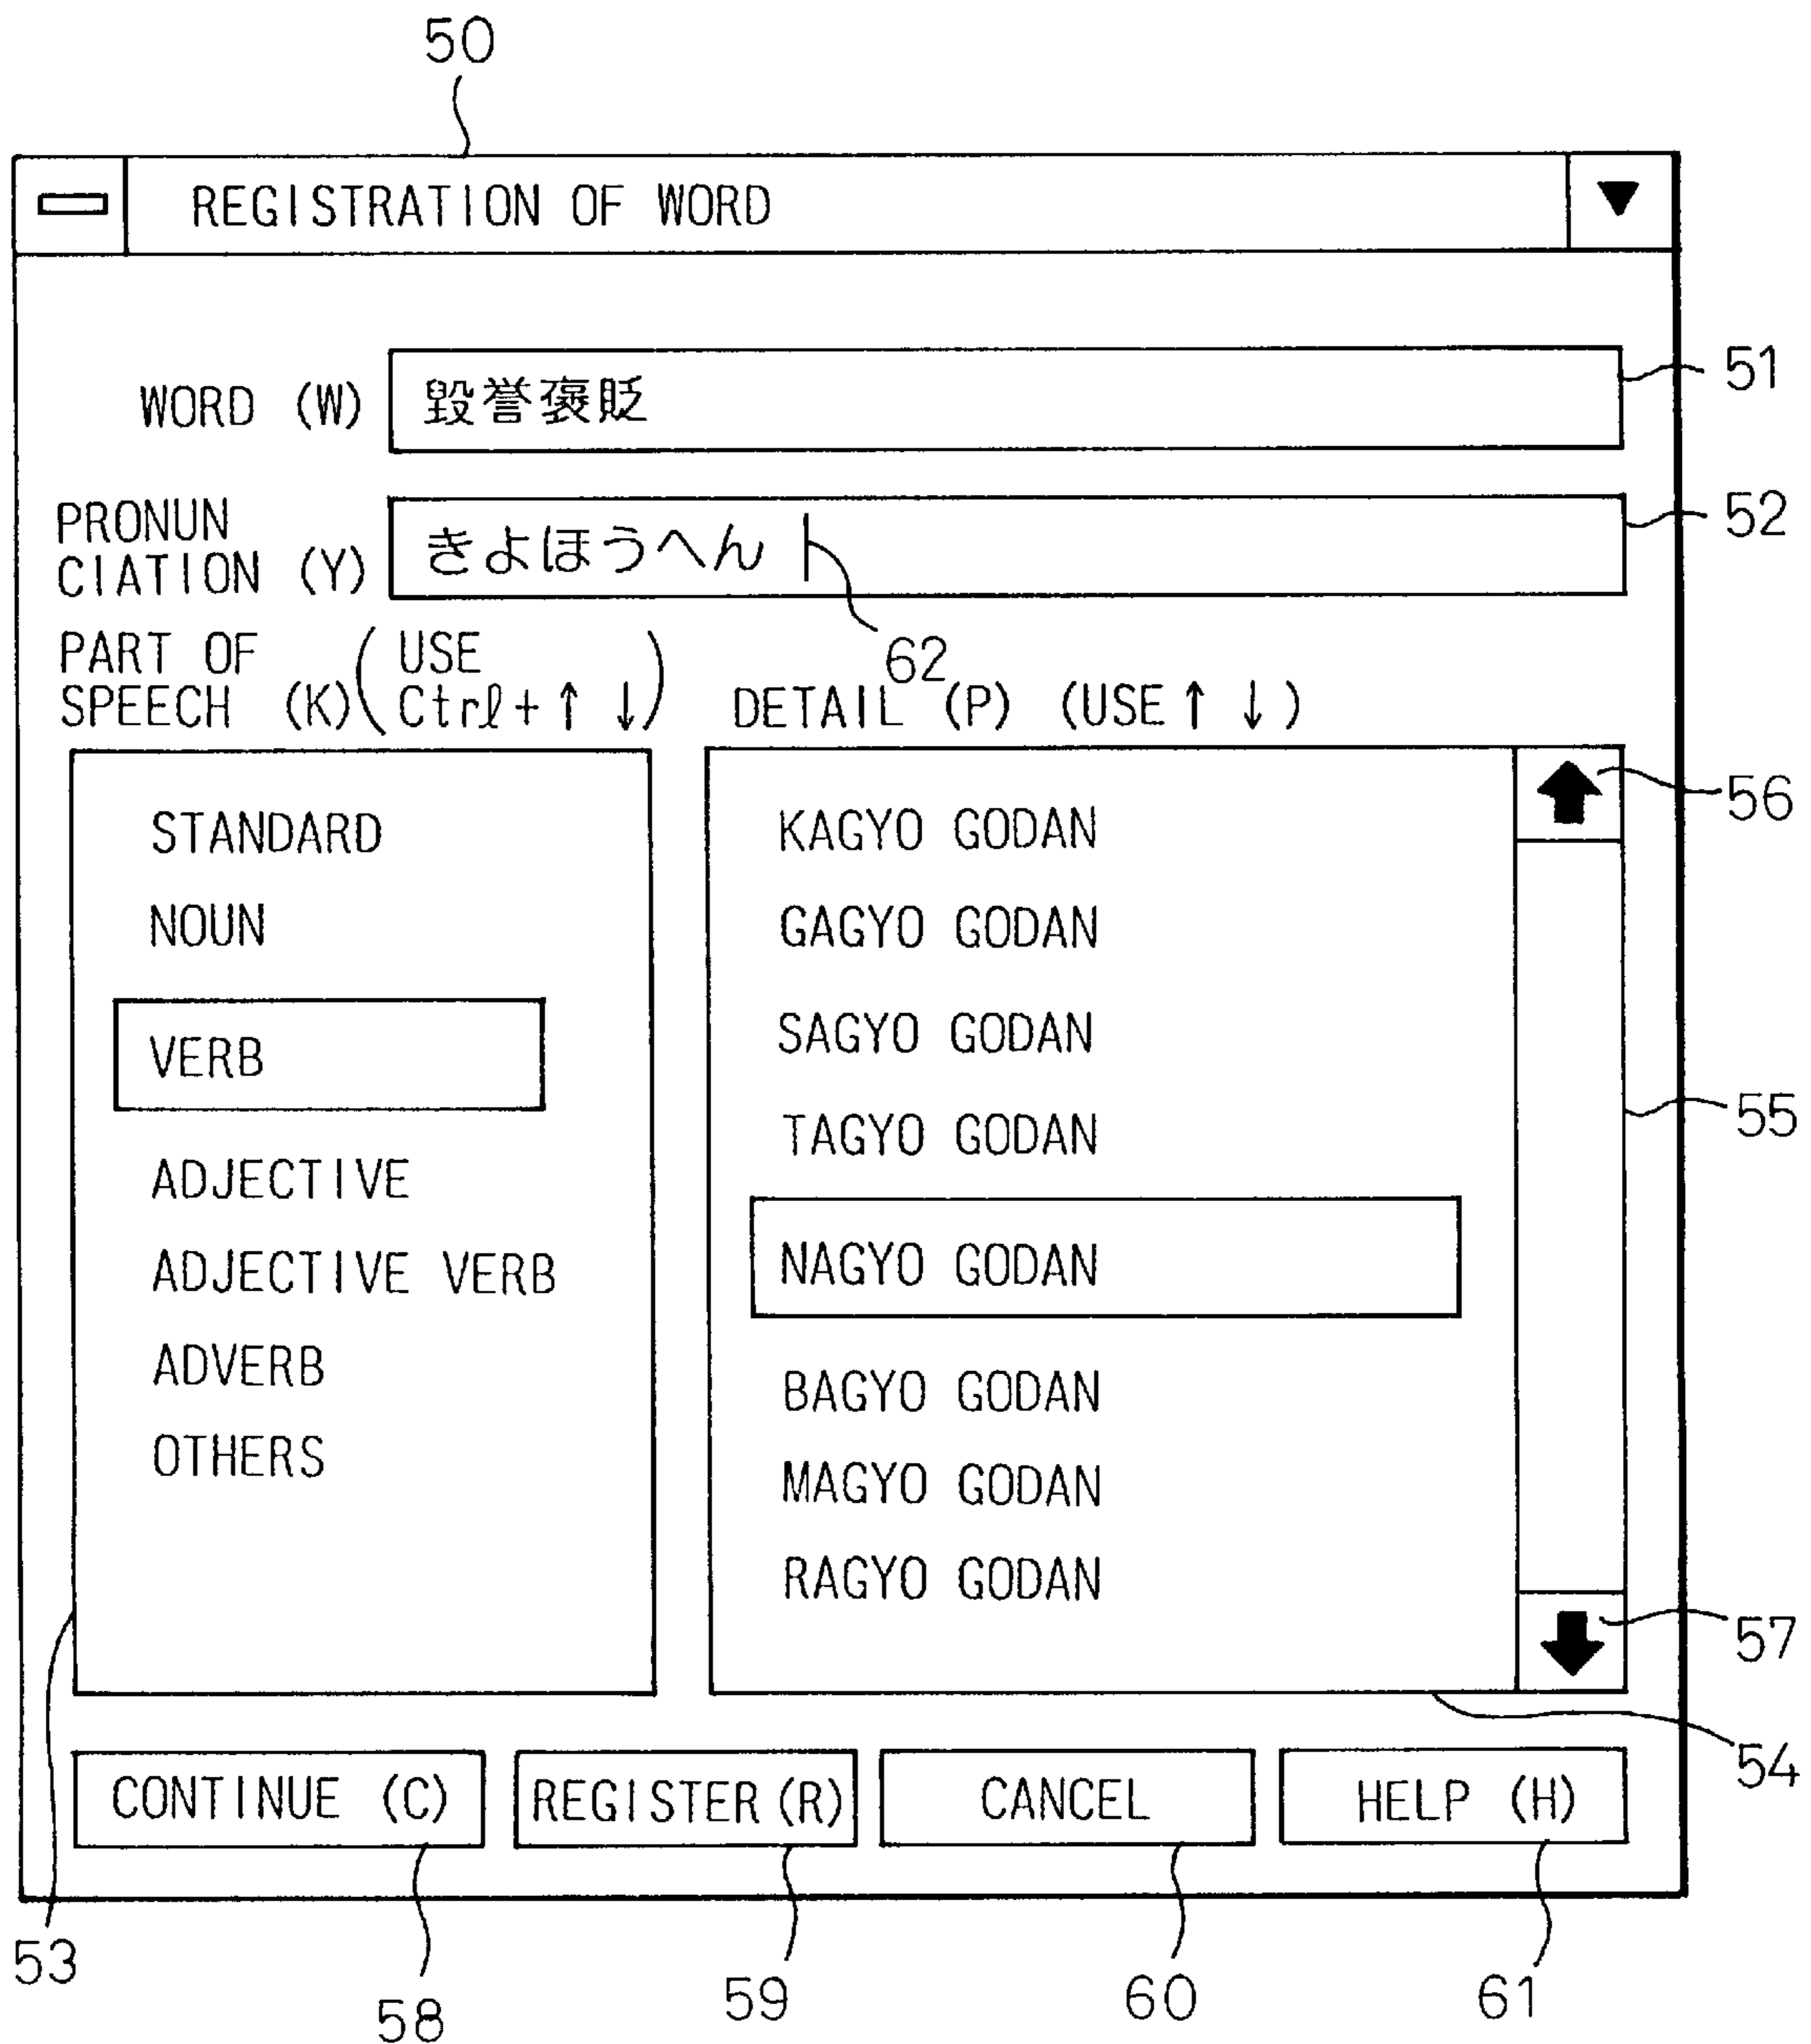 50
REGISTRATION OF WORD
WORD (W) 毀誉褒貶 51
PRONUN
CIATION (Y) きよほうへん 52
62
PART OF
SPEECH (K) (USE
Ctrl+↑ ↓)
DETAIL (P) (USE↑ ↓)
STANDARD
NOUN
VERB
ADJECTIVE
ADJECTIVE VERB
ADVERB
OTHERS
KAGYO GODAN
GAGYO GODAN
SAGYO GODAN
TAGYO GODAN
NAGYO GODAN
BAGYO GODAN
MAGYO GODAN
RAGYO GODAN
56
55
57
54
CONTINUE (C) REGISTER (R) CANCEL HELP (H)
53 58 59 60 61